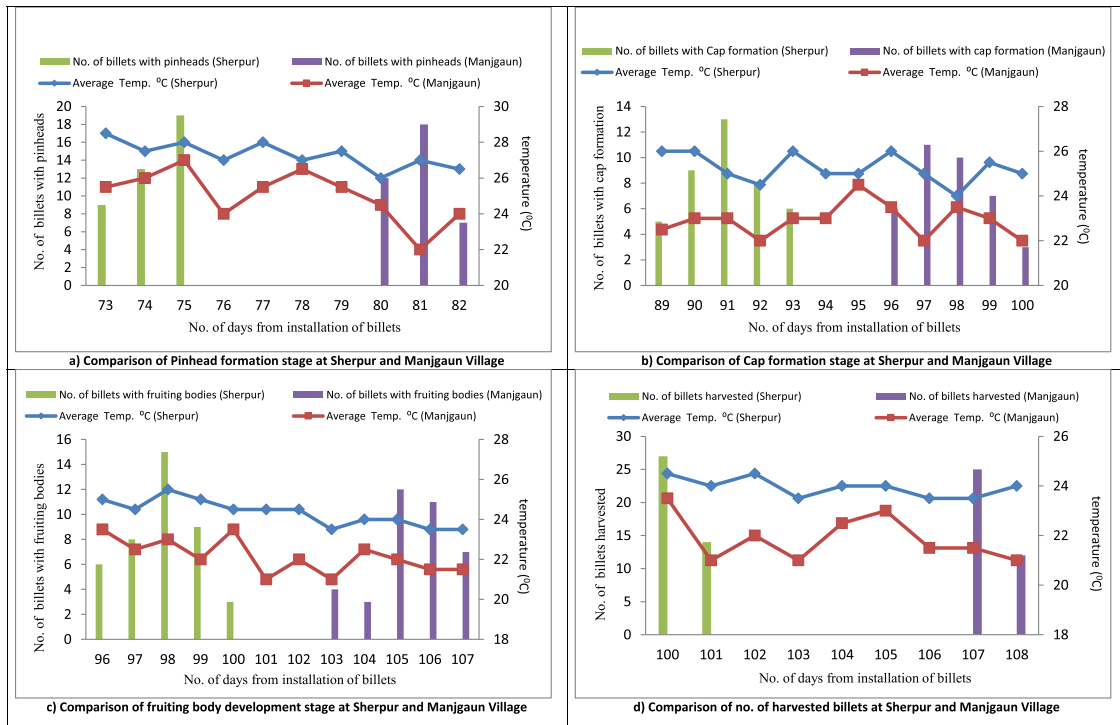 No. of billets with pinheads (Sherpur)
No. of billets with pinheads (Manjgaun)
Average Temp. ⁰C (Sherpur)
Average Temp. ⁰C (Manjgaun)
No. of billets with pinheads
20
18
16
14
12
10
8
6
4
2
0
30
28
26
24
22
20
temperature (⁰C)
73 74 75 76 77 78 79 80 81 82
No. of days from installation of billets
a) Comparison of Pinhead formation stage at Sherpur and Manjgaun Village
No. of billets with Cap formation (Sherpur)
No. of billets with cap formation (Manjgaun)
Average Temp. ⁰C (Sherpur)
Average Temp. ⁰C (Manjgaun)
No. of billets with cap formation
14
12
10
8
6
4
2
0
28
26
24
22
20
temperature (⁰C)
89 90 91 92 93 94 95 96 97 98 99 100
No. of days from installation of billets
b) Comparison of Cap formation stage at Sherpur and Manjgaun Village
No. of billets with fruiting bodies (Sherpur)
No. of billets with fruiting bodies (Manjgaun)
Average Temp. ⁰C (Sherpur)
Average Temp. ⁰C (Manjgaun)
No. of billets with fruiting bodies
16
14
12
10
8
6
4
2
0
28
26
24
22
20
18
temperature (⁰C)
96 97 98 99 100 101 102 103 104 105 106 107
No. of days from installation of billets
c) Comparison of fruiting body development stage at Sherpur and Manjgaun Village
No. of billets harvested (Sherpur)
No. of billets harvested (Manjgaun)
Average Temp. ⁰C (Sherpur)
Average Temp. ⁰C (Manjgaun)
No. of billets harvested
30
25
20
15
10
5
0
26
24
22
20
18
temperature (⁰C)
100 101 102 103 104 105 106 107 108
No. of days from installation of billets
d) Comparison of no. of harvested billets at Sherpur and Manjgaun Village